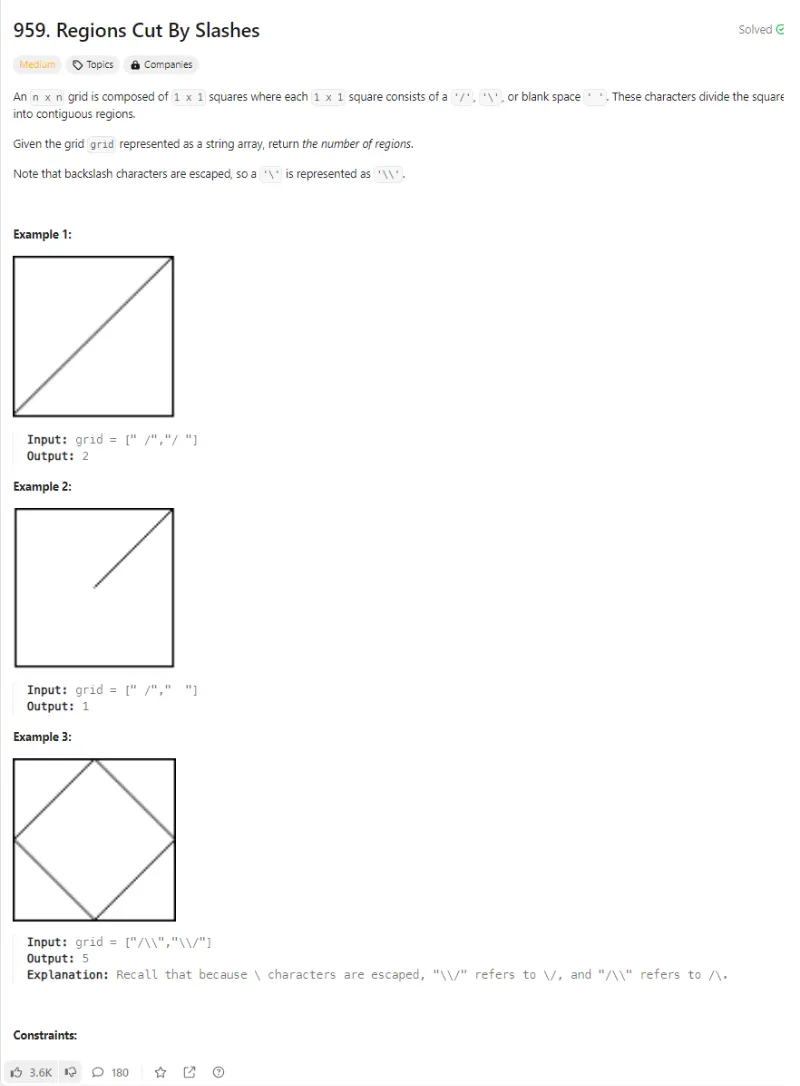 959. Regions Cut By Slashes
Solved
Medium Topics Companies
An n x n grid is composed of 1 x 1 squares where each 1 x 1 square consists of a '/', '\', or blank space ' '. These characters divide the square
into contiguous regions.
Given the grid grid represented as a string array, return the number of regions.
Note that backslash characters are escaped, so a '\' is represented as '\\'.
Example 1:
Input: grid = [" /","/ "]
Output: 2
Example 2:
Input: grid = [" /","  "]
Output: 1
Example 3:
Input: grid = ["/\\","\\/"]
Output: 5
Explanation: Recall that because \ characters are escaped, "\\/" refers to \/, and "/\\" refers to /\.
Constraints:
3.6K 180